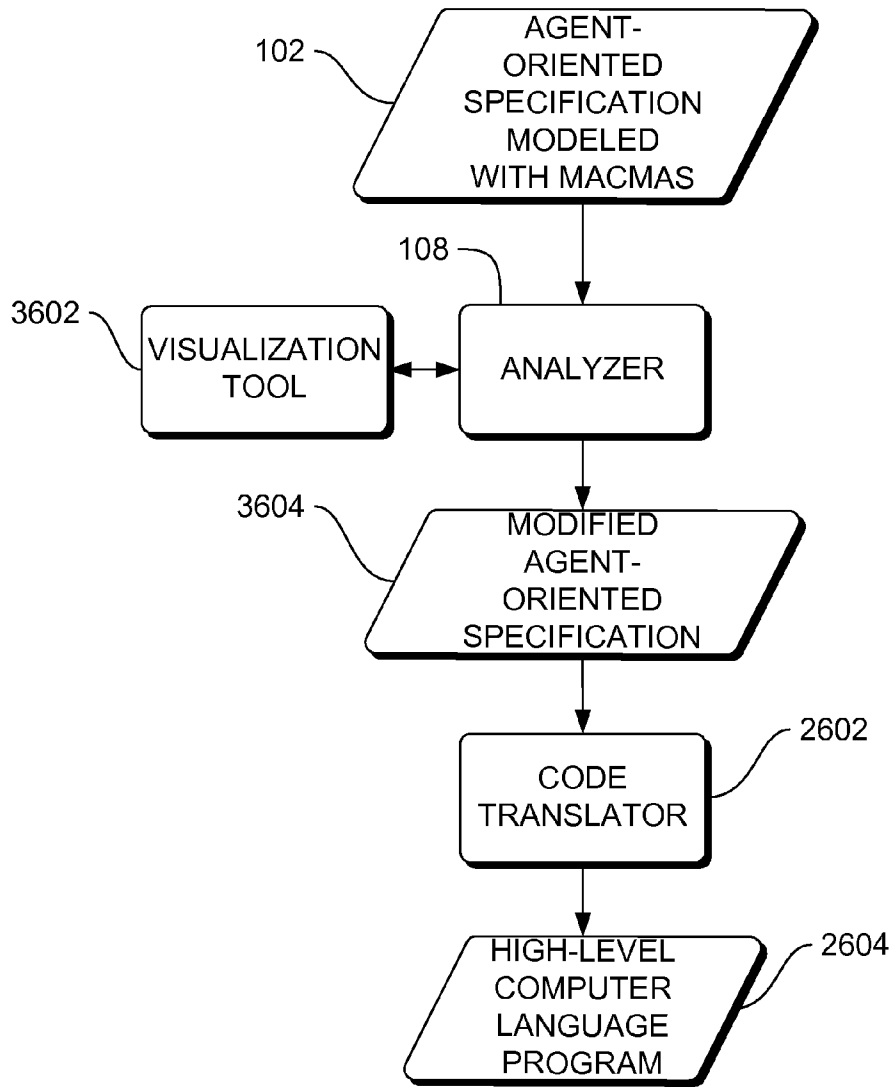 102
AGENT-
ORIENTED
SPECIFICATION
MODELED
WITH MACMAS
108
3602
VISUALIZATION
TOOL
ANALYZER
3604
MODIFIED
AGENT-
ORIENTED
SPECIFICATION
2602
CODE
TRANSLATOR
2604
HIGH-LEVEL
COMPUTER
LANGUAGE
PROGRAM